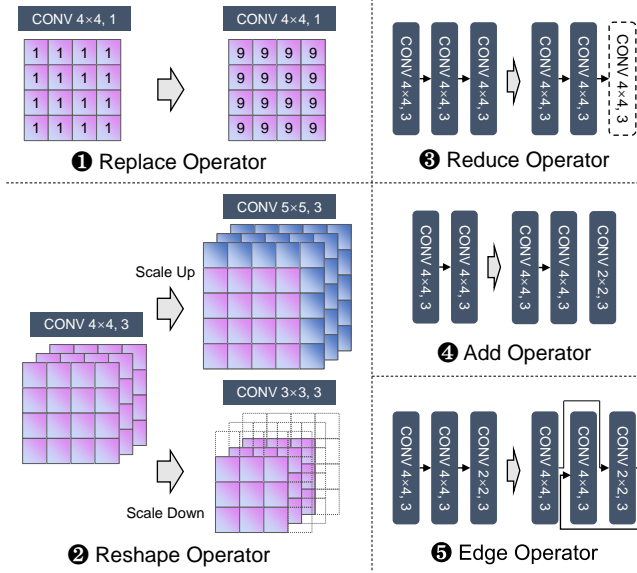 CONV 4×4, 1
CONV 4×4, 1
1 1 1 1
1 1 1 1
1 1 1 1
1 1 1 1
9 9 9 9
9 9 9 9
9 9 9 9
9 9 9 9
❶ Replace Operator
CONV 4×4, 3
CONV 4×4, 3
CONV 4×4, 3
CONV 4×4, 3
CONV 4×4, 3
CONV 4×4, 3
❸ Reduce Operator
CONV 5×5, 3
Scale Up
CONV 4×4, 3
CONV 3×3, 3
Scale Down
❷ Reshape Operator
CONV 4×4, 3
CONV 4×4, 3
CONV 4×4, 3
CONV 4×4, 3
CONV 2×2, 3
❹ Add Operator
CONV 4×4, 3
CONV 4×4, 3
CONV 2×2, 3
CONV 4×4, 3
CONV 4×4, 3
CONV 2×2, 3
❺ Edge Operator